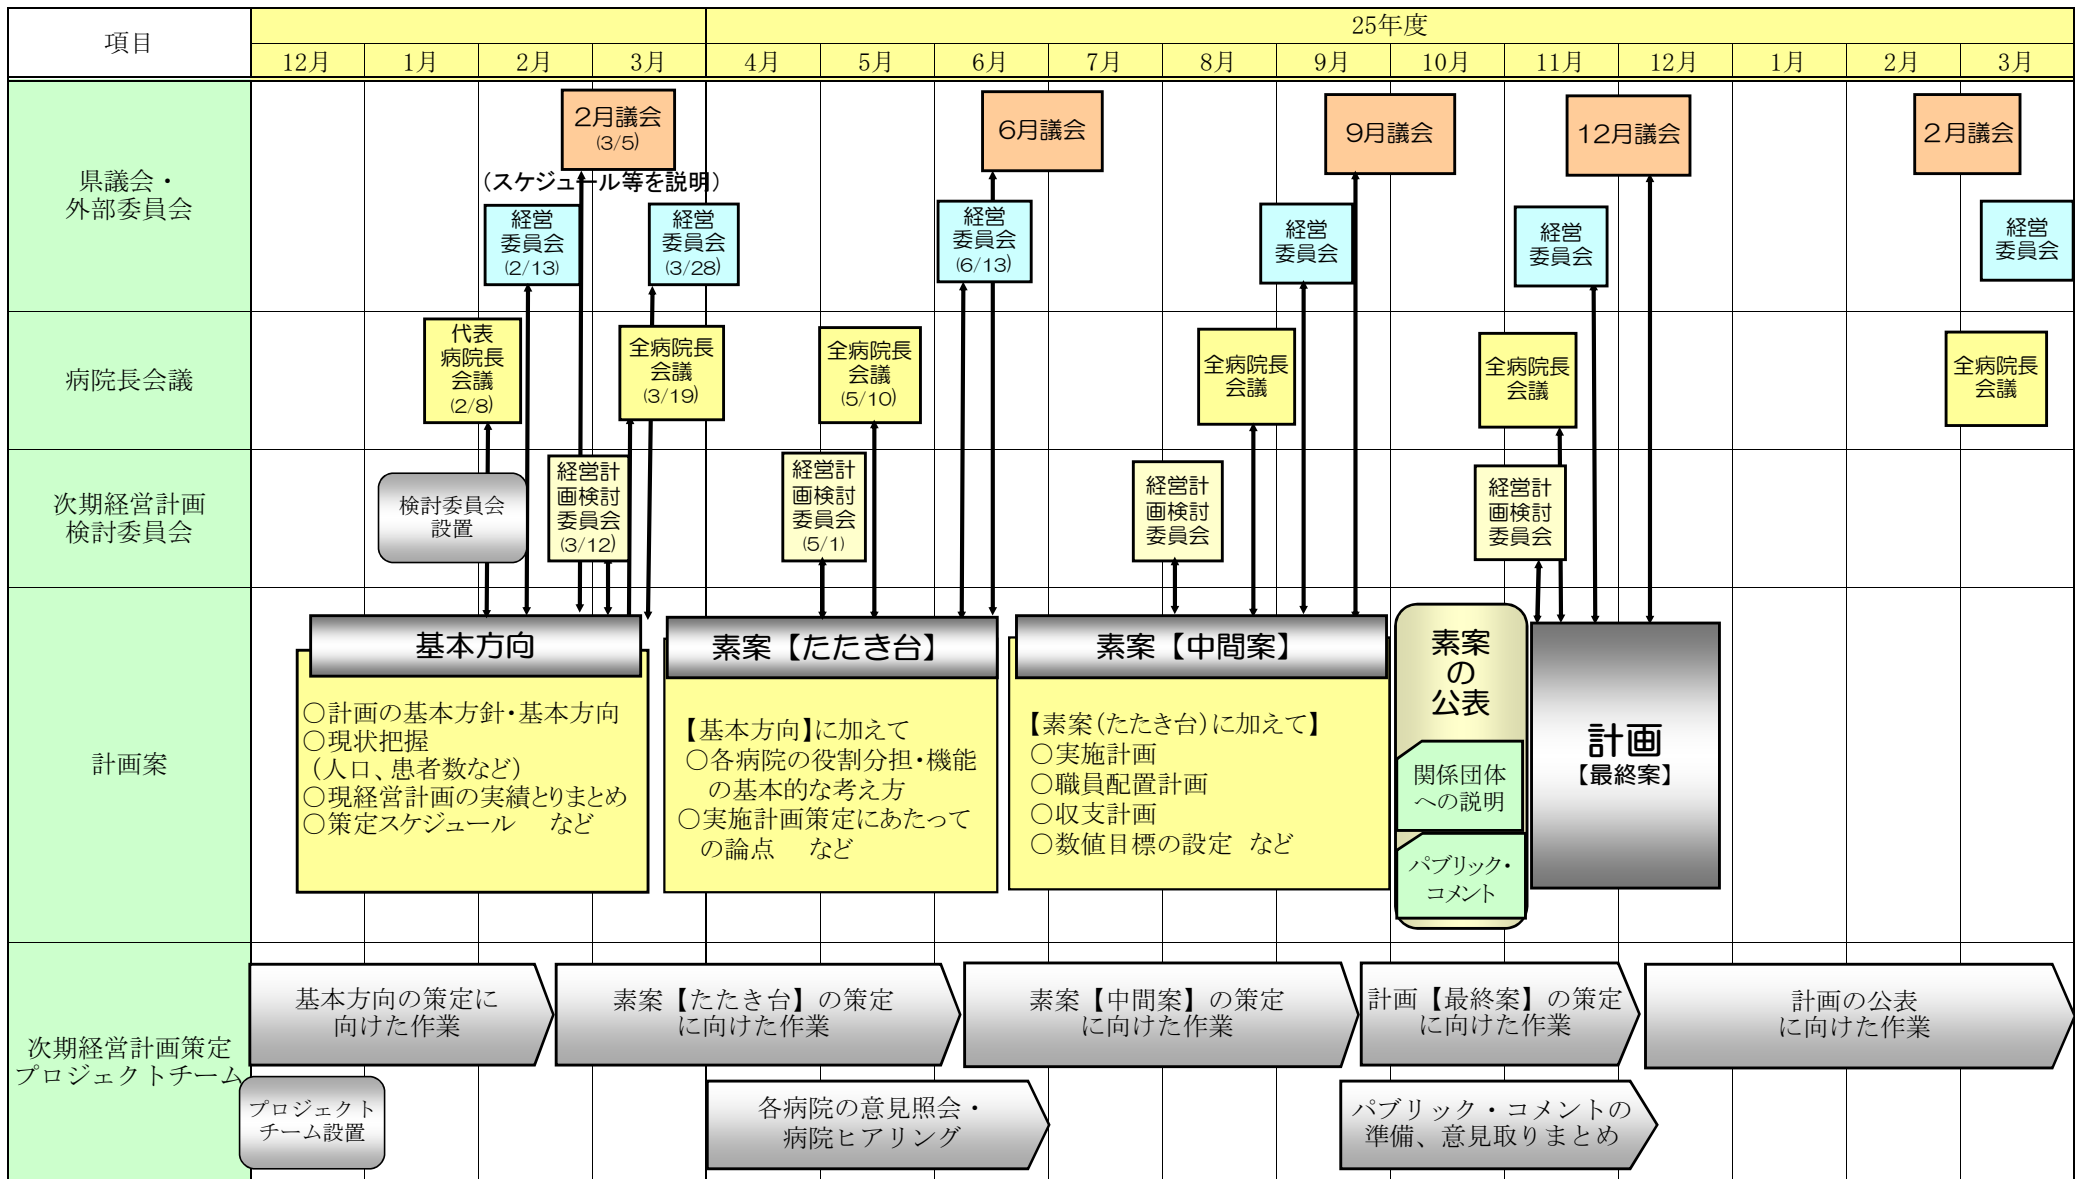 項目
25年度
12月
1月
2月
3月
4月
5月
6月
7月
8月
9月
10月
11月
12月
1月
2月
3月
県議会・
外部委員会
2月議会
(3/5)
(スケジュール等を説明)
6月議会
9月議会
12月議会
2月議会
経営
委員会
(2/13)
経営
委員会
(3/28)
経営
委員会
(6/13)
経営
委員会
経営
委員会
経営
委員会
病院長会議
代表
病院長
会議
(2/8)
全病院長
会議
(3/19)
全病院長
会議
(5/10)
全病院長
会議
全病院長
会議
全病院長
会議
次期経営計画
検討委員会
検討委員会
設置
経営計
画検討
委員会
(3/12)
経営計
画検討
委員会
(5/1)
経営計
画検討
委員会
経営計
画検討
委員会
計画案
基本方向
○計画の基本方針・基本方向
○現状把握
(人口、患者数など)
○現経営計画の実績とりまとめ
○策定スケジュール など
素案【たたき台】
【基本方向】に加えて
○各病院の役割分担・機能
の基本的な考え方
○実施計画策定にあたって
の論点 など
素案【中間案】
【素案(たたき台)に加えて】
○実施計画
○職員配置計画
○収支計画
○数値目標の設定 など
素案
の
公表
関係団体
への説明
パブリック・
コメント
計画
【最終案】
次期経営計画策定
プロジェクトチーム
基本方向の策定に
向けた作業
素案【たたき台】の策定
に向けた作業
素案【中間案】の策定
に向けた作業
計画【最終案】の策定
に向けた作業
計画の公表
に向けた作業
プロジェクト
チーム設置
各病院の意見照会・
病院ヒアリング
パブリック・コメントの
準備、意見取りまとめ